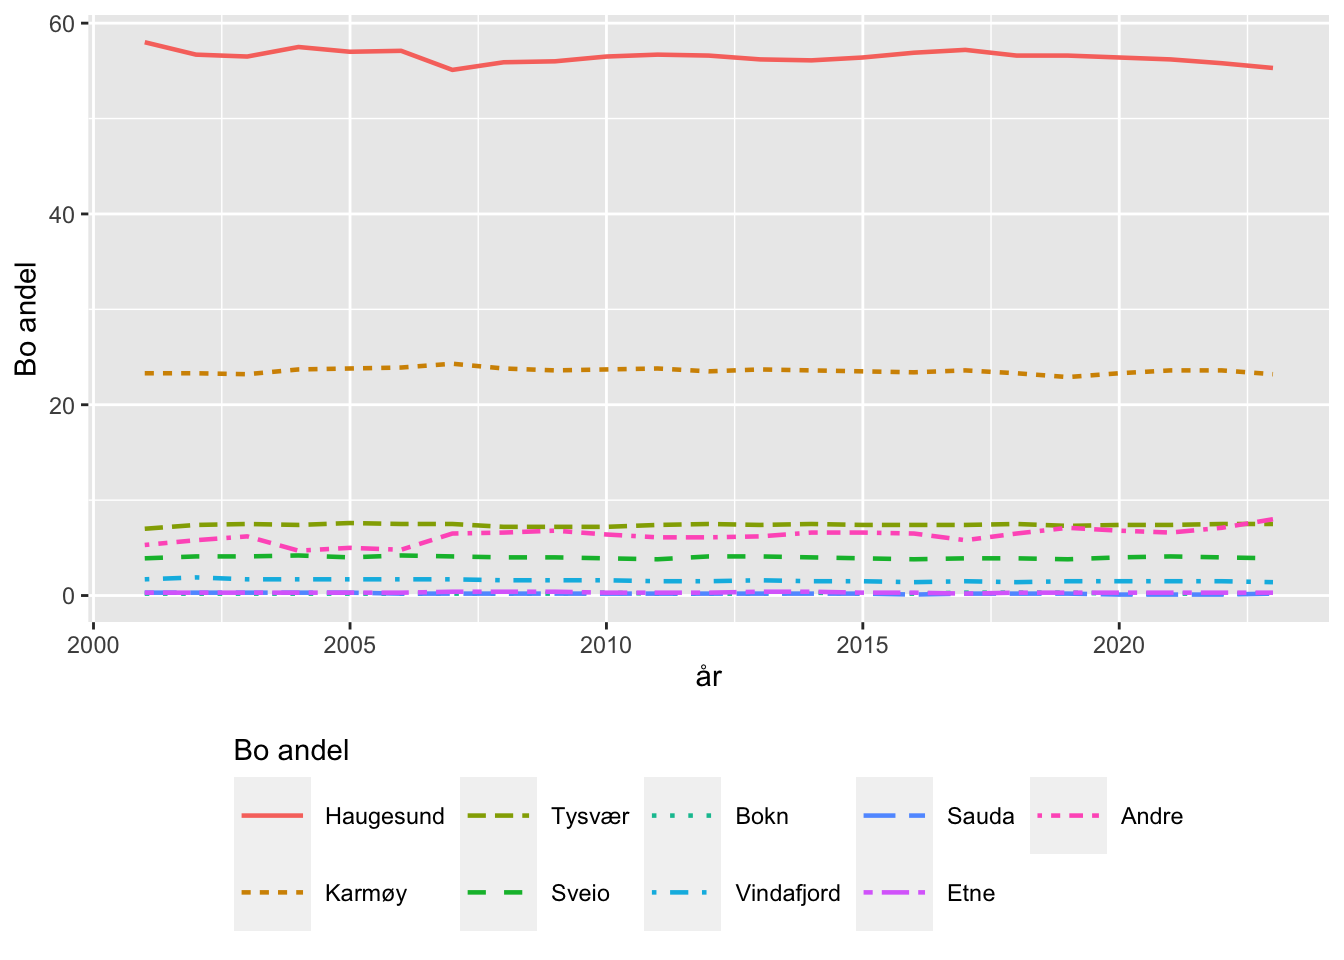 60
40
20
0
Bo andel
2000 2005 2010 2015 2020
år
Bo andel
Haugesund Tysvær Bokn Sauda Andre
Karmøy Sveio Vindafjord Etne